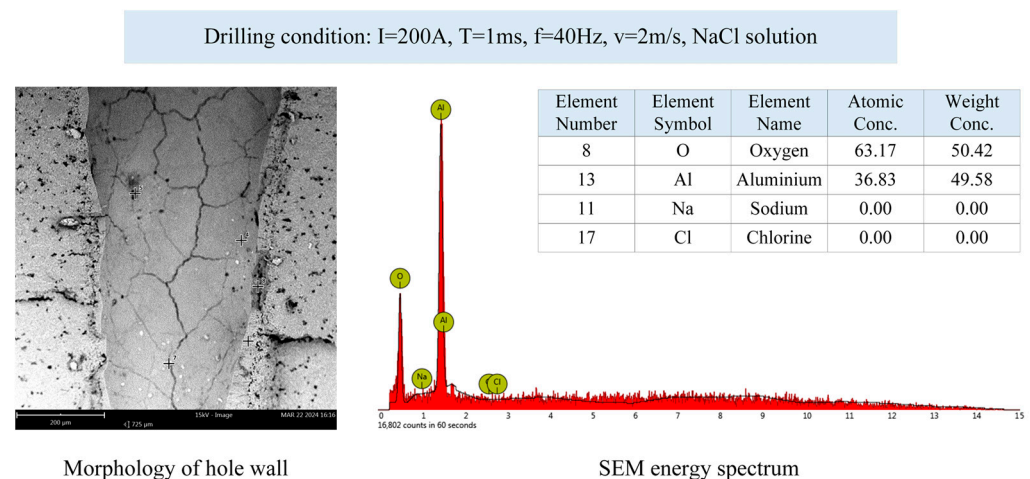 Drilling condition: I=200A, T=1ms, f=40Hz, v=2m/s, NaCl solution
Element Number Element Symbol Element Name Atomic Conc. Weight Conc.
8 O Oxygen 63.17 50.42
13 Al Aluminium 36.83 49.58
11 Na Sodium 0.00 0.00
17 Cl Chlorine 0.00 0.00
Al
O
Al
Na
Cl
0 1 2 3 4 5 6 7 8 9 10 11 12 13 14 15
16,802 counts in 60 seconds
200 µm
725 µm
15kV - Image
MAR 22 2024 16:16
Morphology of hole wall
SEM energy spectrum